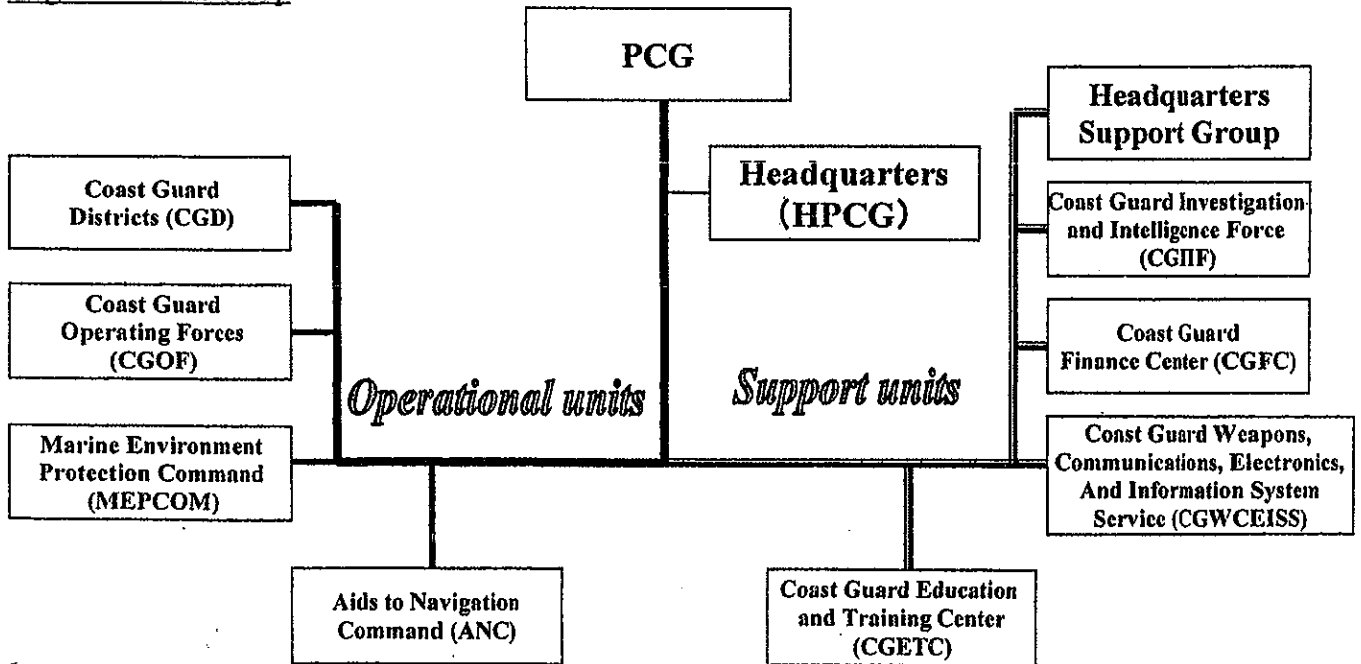 PCG
Headquarters
(HPCG)
Headquarters
Support Group
Coast Guard
Districts (CGD)
Coast Guard Investigation
and Intelligence Force
(CGIIF)
Coast Guard
Operating Forces
(CGOF)
Coast Guard
Finance Center (CGFC)
Operational units
Support units
Marine Environment
Protection Command
(MEPCOM)
Coast Guard Weapons,
Communications, Electronics,
And Information System
Service (CGWCEISS)
Aids to Navigation
Command (ANC)
Coast Guard Education
and Training Center
(CGETC)